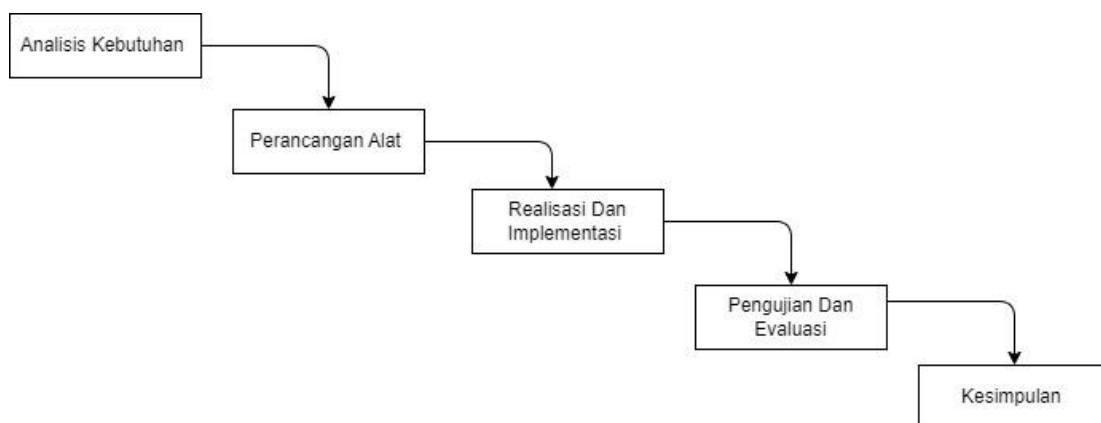 Analisis Kebutuhan
Perancangan Alat
Realisasi Dan
Implementasi
Pengujian Dan
Evaluasi
Kesimpulan